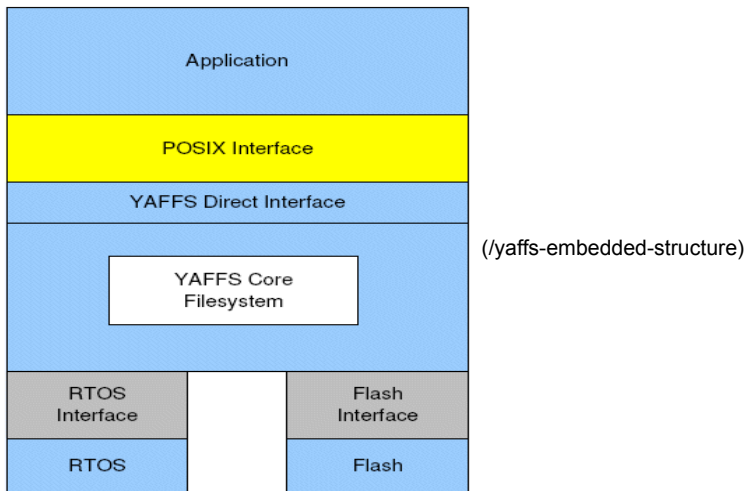 Application
POSIX Interface
YAFFS Direct Interface
(/yaffs-embedded-structure)
YAFFS Core
Filesystem
RTOS
Interface
Flash
Interface
RTOS
Flash